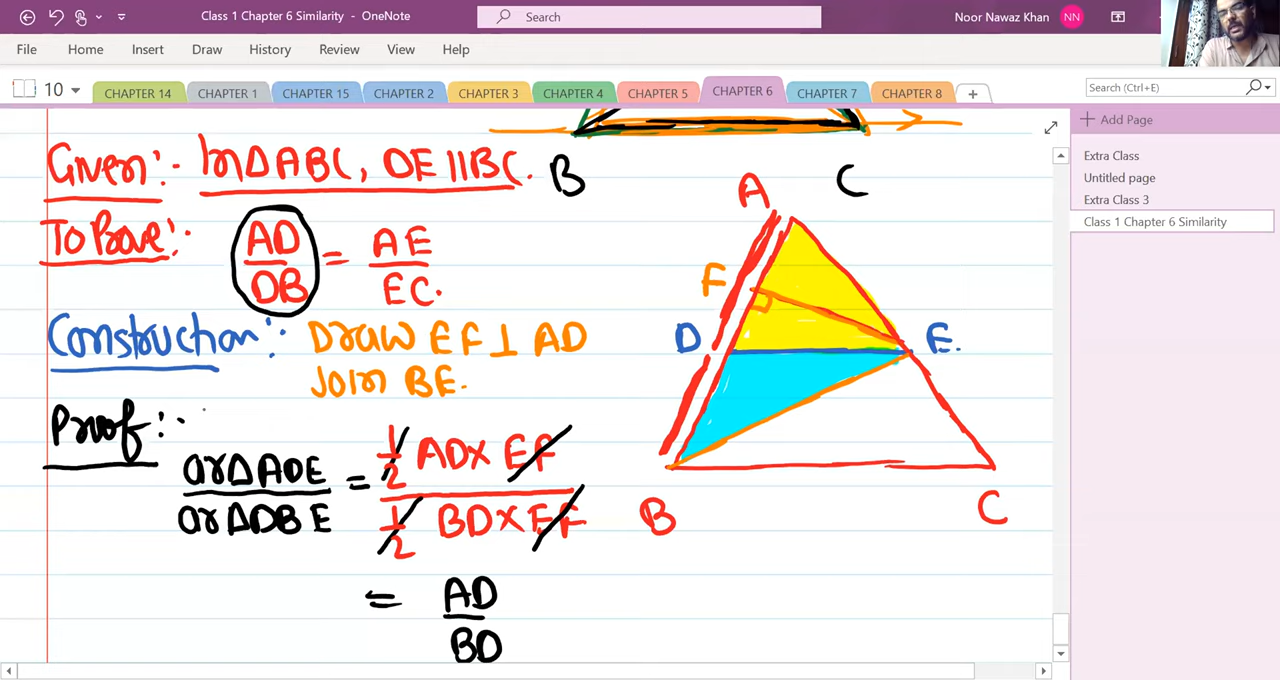 Class 1 Chapter 6 Similarity - OneNote
Search
Noor Nawaz Khan NN
File Home Insert Draw History Review View Help
10
CHAPTER 14 CHAPTER 1 CHAPTER 15 CHAPTER 2 CHAPTER 3 CHAPTER 4 CHAPTER 5 CHAPTER 6 CHAPTER 7 CHAPTER 8 +
Search (Ctrl+E)
Add Page
Extra Class
Untitled page
Extra Class 3
Class 1 Chapter 6 Similarity
B C
Given:- In ΔABC, DE || BC.
To Prove:- AD/DB = AE/EC.
Construction:- Draw EF ⊥ AD
Join BE.
Proof:-
arΔADE/arΔDBE = 1/2 AD × EF / 1/2 BD × EF
= AD/BD
A
F
D E.
B C